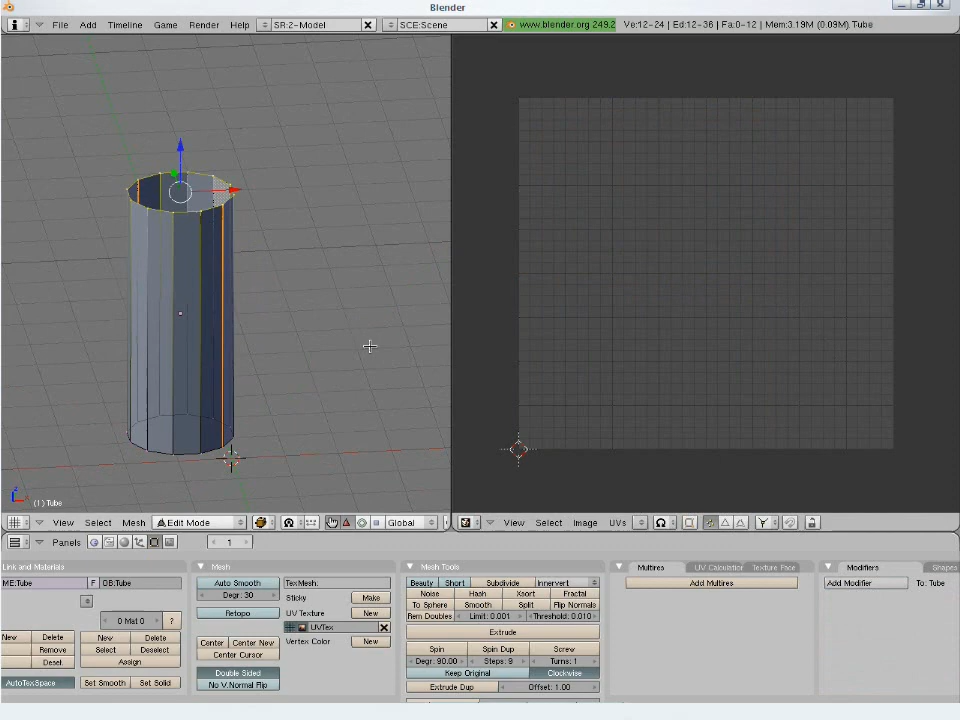 Blender
File Add Timeline Game Render Help SR:2-Model SCE:Scene www.blender.org 249.2 Ve:12-24 | Ed:12-36 | Fa:0-12 | Mem:3.19M (0.09M) Tube
(1) Tube
View Select Mesh Edit Mode Global
View Select Image UVs
Panels 1
Link and Materials
ME:Tube F OB:Tube
0 Mat 0 ?
New Delete New Delete
Remove Select Deselect
Desel. Assign
AutoTexSpace Set Smooth Set Solid
Mesh
Auto Smooth
Degr: 30
Retopo
Center Center New
Center Cursor
Double Sided
No V.Normal Flip
TexMesh:
Sticky Make
UV Texture New
UVTex
Vertex Color New
Mesh Tools
Beauty Short Subdivide Innervert
Noise Hash Xsort Fractal
To Sphere Smooth Split Flip Normals
Rem Doubles Limit: 0.001 Threshold: 0.010
Extrude
Spin Spin Dup Screw
Degr: 90.00 Steps: 9 Turns: 1
Keep Original Clockwise
Extrude Dup Offset: 1.00
Multires UV Calculation Texture Face
Add Multires
Modifiers Shapes
Add Modifier To: Tube